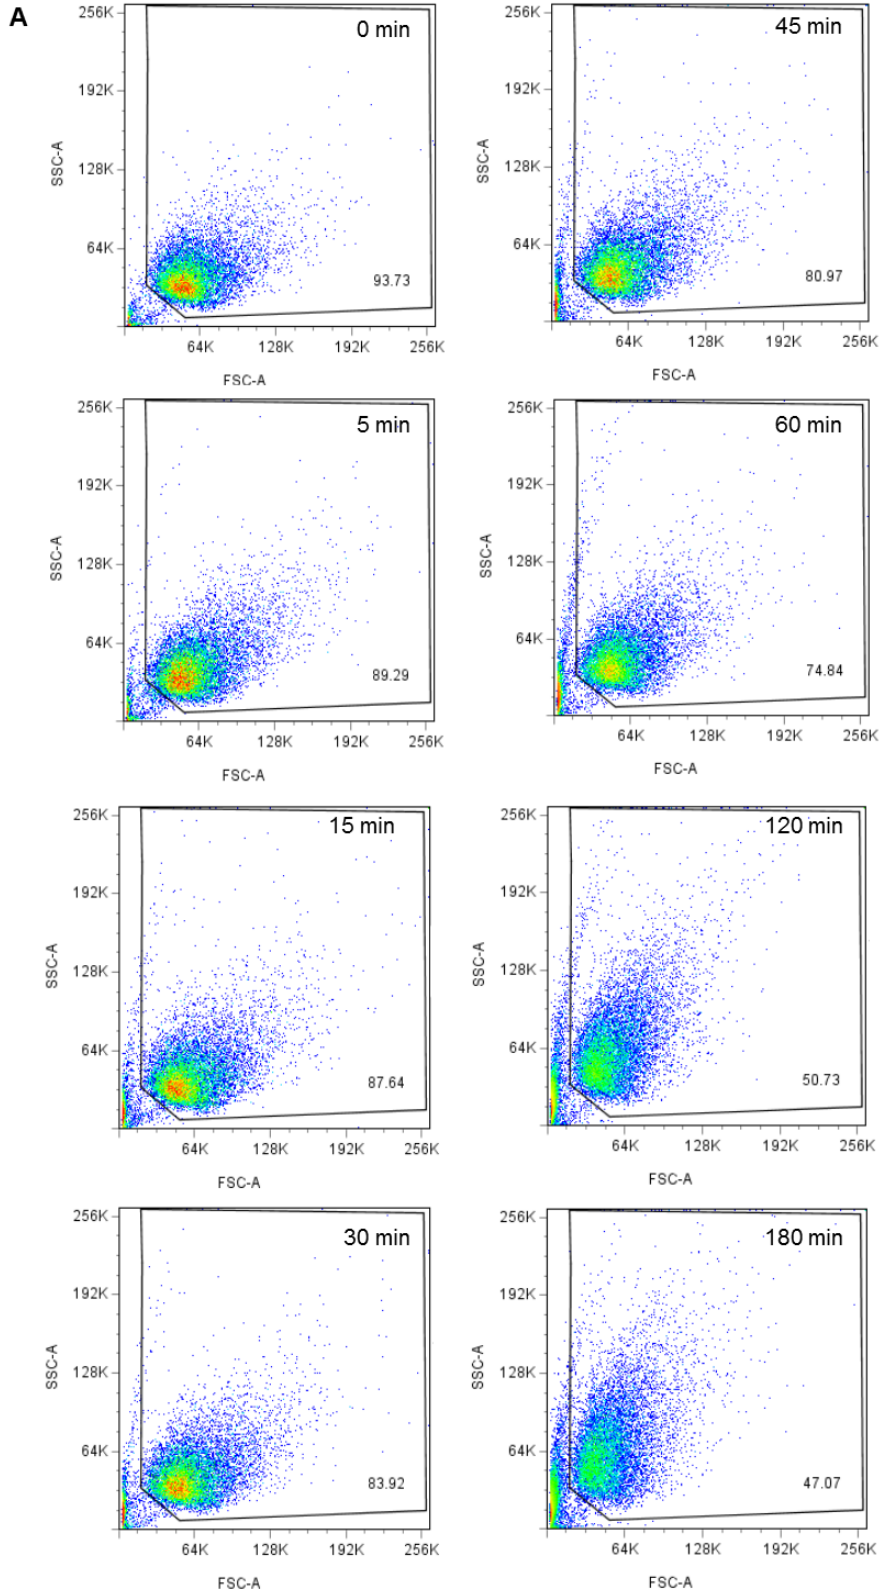 A
0 min
256K
192K
128K
64K
SSC-A
93.73
64K 128K 192K 256K
FSC-A
45 min
256K
192K
128K
64K
SSC-A
80.97
64K 128K 192K 256K
FSC-A
5 min
256K
192K
128K
64K
SSC-A
89.29
64K 128K 192K 256K
FSC-A
60 min
256K
192K
128K
64K
SSC-A
74.84
64K 128K 192K 256K
FSC-A
15 min
256K
192K
128K
64K
SSC-A
87.64
64K 128K 192K 256K
FSC-A
120 min
256K
192K
128K
64K
SSC-A
50.73
64K 128K 192K 256K
FSC-A
30 min
256K
192K
128K
64K
SSC-A
83.92
64K 128K 192K 256K
FSC-A
180 min
256K
192K
128K
64K
SSC-A
47.07
64K 128K 192K 256K
FSC-A